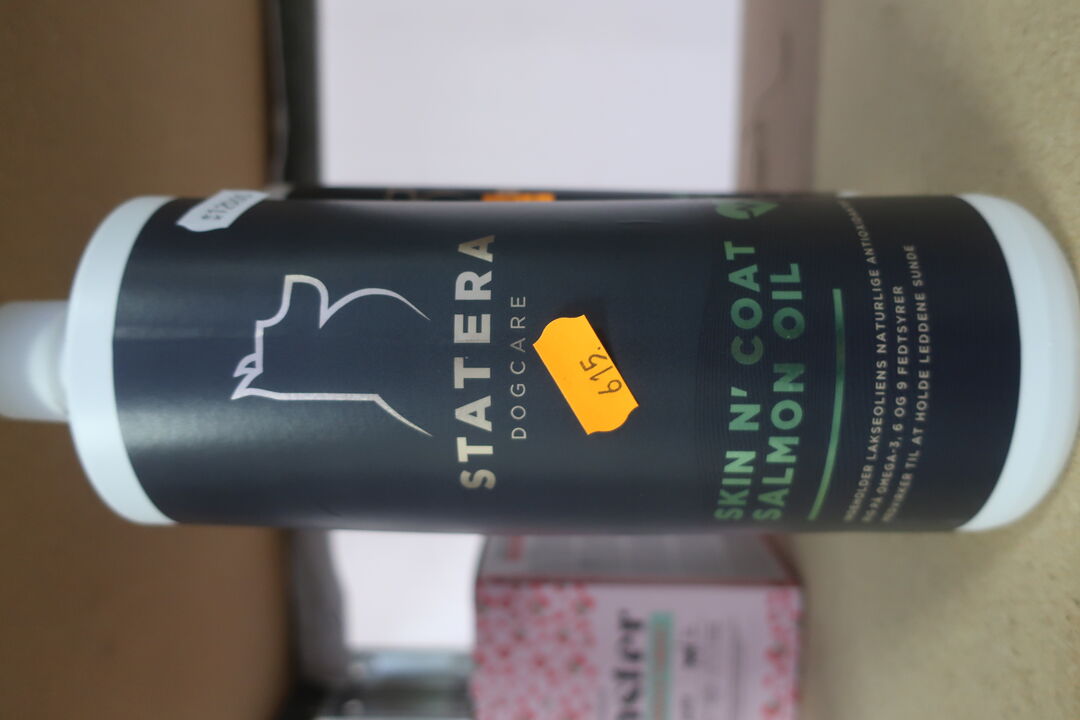 STATERA
DOGCARE
615.
SKIN N' COAT
SALMON OIL
INDEHOLDER LAKSEOLIENS NATURLIGE
RIG PÅ OMEGA-3, 6 OG 9 FEDTSYRER
MEDVIRKER TIL AT HOLDE LEDDENE SUNDE